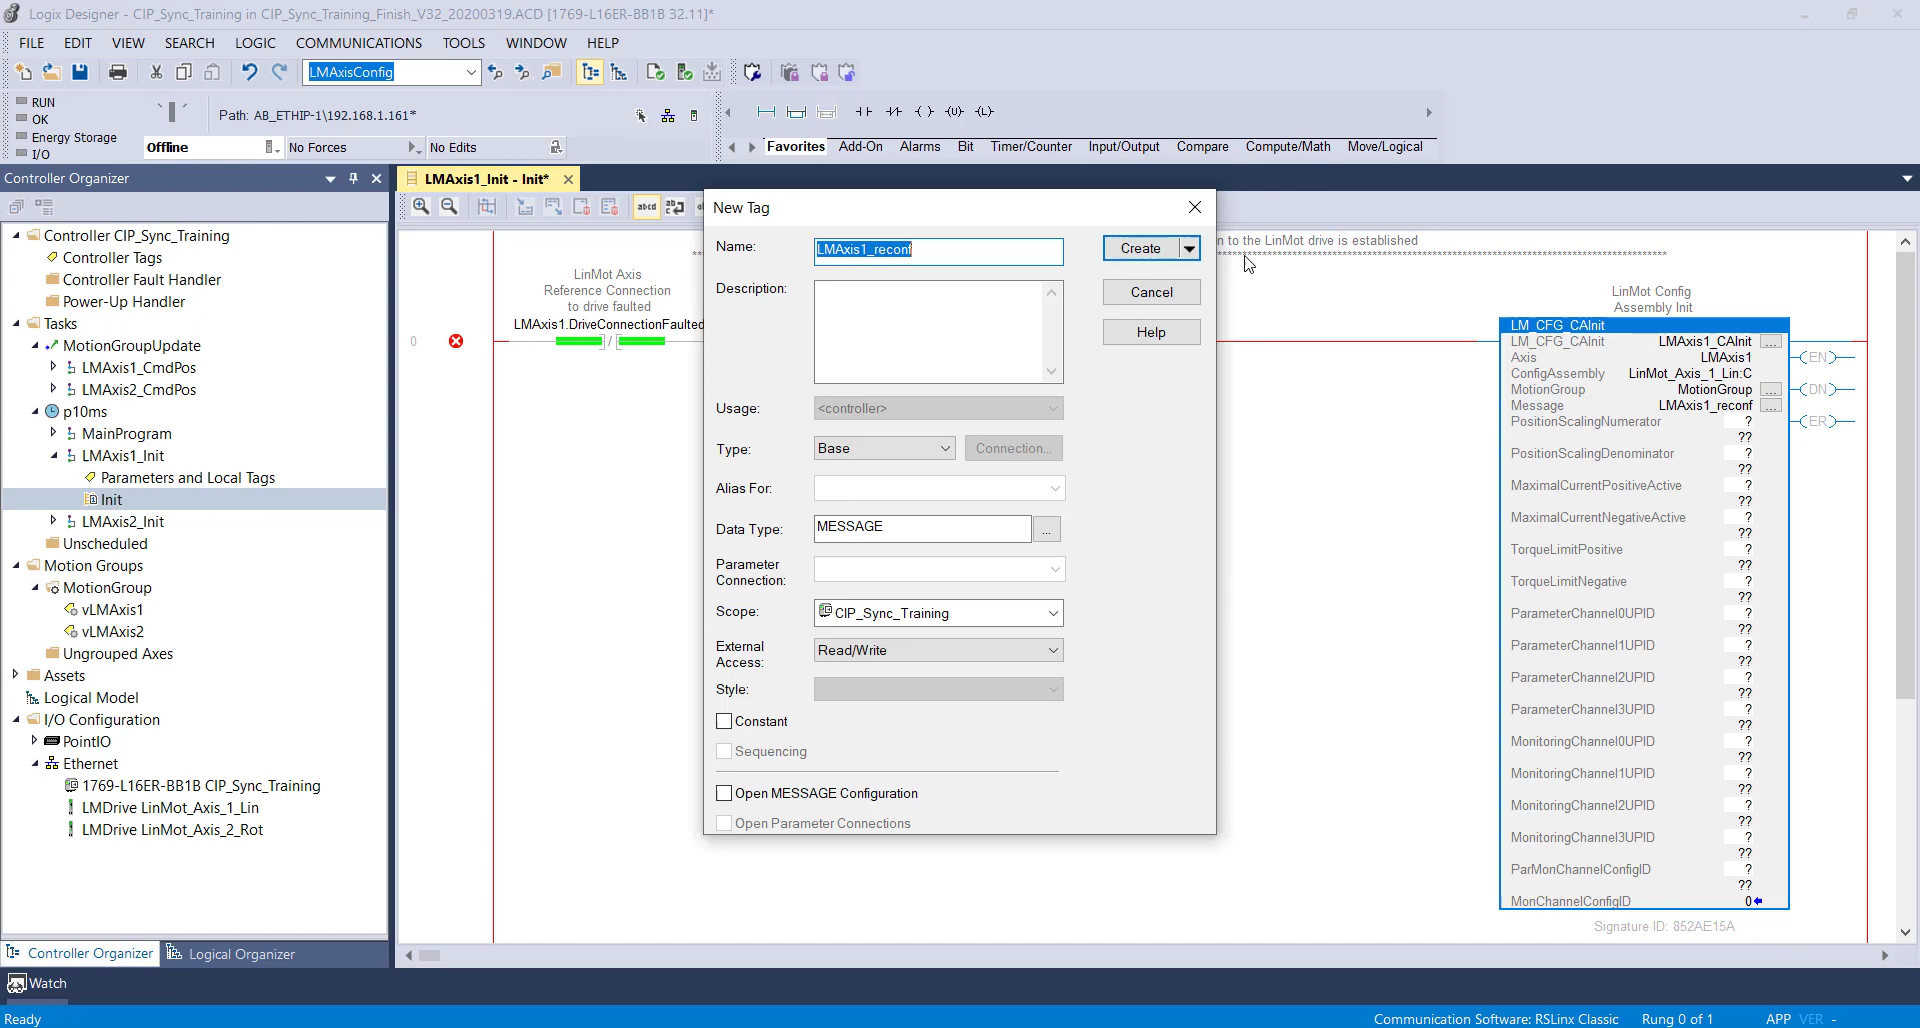 Logix Designer - CIP_Sync_Training in CIP_Sync_Training_Finish_V32_20200319.ACD [1769-L16ER-BB1B 32.11]*
FILE EDIT VIEW SEARCH LOGIC COMMUNICATIONS TOOLS WINDOW HELP
LMAxisConfig
RUN
OK
Energy Storage
I/O
Path: AB_ETHIP-1\192.168.1.161*
Offline No Forces No Edits
Favorites Add-On Alarms Bit Timer/Counter Input/Output Compare Compute/Math Move/Logical
Controller Organizer
Controller CIP_Sync_Training
Controller Tags
Controller Fault Handler
Power-Up Handler
Tasks
MotionGroupUpdate
LMAxis1_CmdPos
LMAxis2_CmdPos
p10ms
MainProgram
LMAxis1_Init
Parameters and Local Tags
Init
LMAxis2_Init
Unscheduled
Motion Groups
MotionGroup
vLMAxis1
vLMAxis2
Ungrouped Axes
Assets
Logical Model
I/O Configuration
PointIO
Ethernet
1769-L16ER-BB1B CIP_Sync_Training
LMDrive LinMot_Axis_1_Lin
LMDrive LinMot_Axis_2_Rot
Controller Organizer Logical Organizer
LMAxis1_Init - Init*
abcd
n to the LinMot drive is established
LinMot Axis
Reference Connection
to drive faulted
LMAxis1.DriveConnectionFaulted
0
New Tag
Name: LMAxis1_reconf
Create
Description:
Cancel
Help
Usage: <controller>
Type: Base Connection...
Alias For:
Data Type: MESSAGE ...
Parameter
Connection:
Scope: CIP_Sync_Training
External
Access: Read/Write
Style:
Constant
Sequencing
Open MESSAGE Configuration
Open Parameter Connections
LinMot Config
Assembly Init
LM_CFG_CAInit
LM_CFG_CAInit LMAxis1_CAInit ...
Axis LMAxis1 (EN)
ConfigAssembly LinMot_Axis_1_Lin:C
MotionGroup MotionGroup ... (DN)
Message LMAxis1_reconf ...
PositionScalingNumerator ? (ER)
??
PositionScalingDenominator ?
??
MaximalCurrentPositiveActive ?
??
MaximalCurrentNegativeActive ?
??
TorqueLimitPositive ?
??
TorqueLimitNegative ?
??
ParameterChannel0UPID ?
??
ParameterChannel1UPID ?
??
ParameterChannel2UPID ?
??
ParameterChannel3UPID ?
??
MonitoringChannel0UPID ?
??
MonitoringChannel1UPID ?
??
MonitoringChannel2UPID ?
??
MonitoringChannel3UPID ?
??
ParMonChannelConfigID ?
??
MonChannelConfigID 0
Signature ID: 852AE15A
Watch
Ready
Communication Software: RSLinx Classic Rung 0 of 1 APP VER -